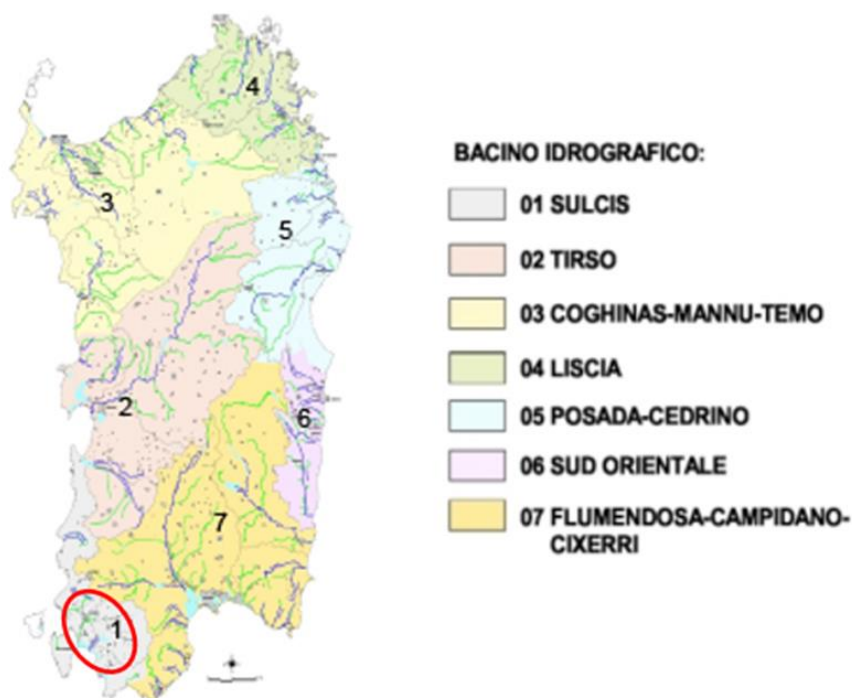 4
3
5
2
6
7
1
BACINO IDROGRAFICO:
01 SULCIS
02 TIRSO
03 COGHINAS-MANNU-TEMO
04 LISCIA
05 POSADA-CEDRINO
06 SUD ORIENTALE
07 FLUMENDOSA-CAMPIDANO-
CIXERRI